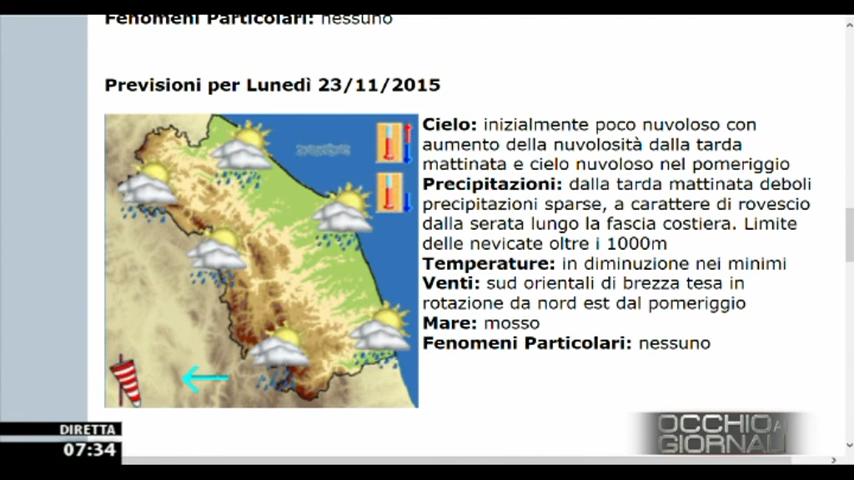 Fenomeni Particolari: nessuno
Previsioni per Lunedì 23/11/2015
Cielo: inizialmente poco nuvoloso con
aumento della nuvolosità dalla tarda
mattinata e cielo nuvoloso nel pomeriggio
Precipitazioni: dalla tarda mattinata deboli
precipitazioni sparse, a carattere di rovescio
dalla serata lungo la fascia costiera. Limite
delle nevicate oltre i 1000m
Temperature: in diminuzione nei minimi
Venti: sud orientali di brezza tesa in
rotazione da nord est dal pomeriggio
Mare: mosso
Fenomeni Particolari: nessuno
DIRETTA
07:34
OCCHIO AI
GIORNALI